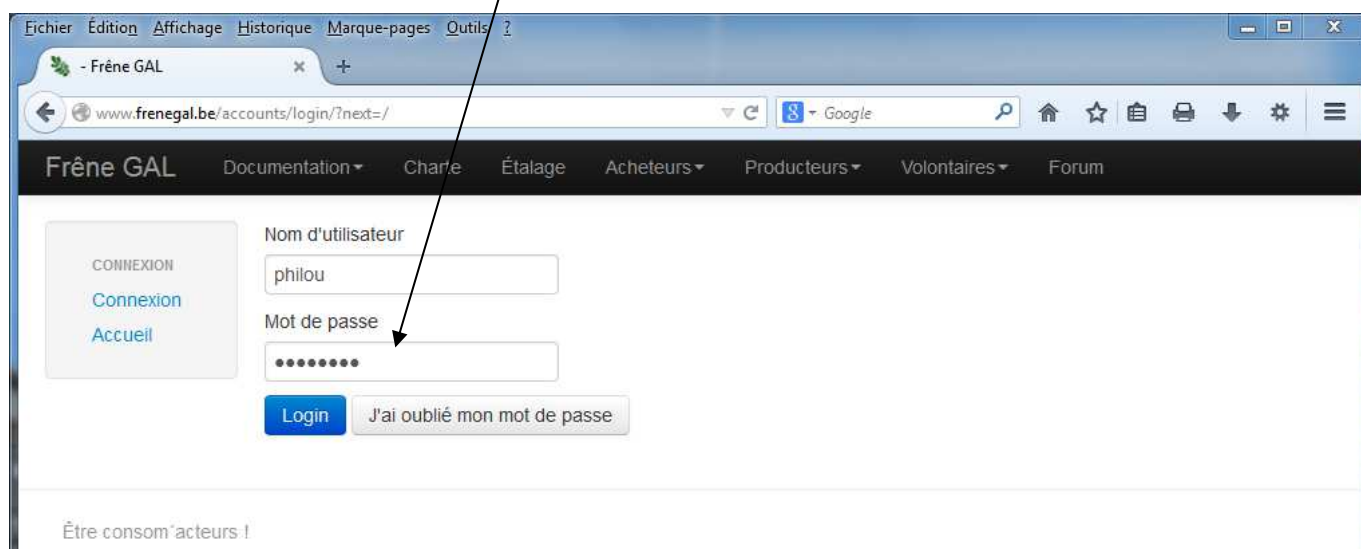 Fichier Édition Affichage Historique Marque-pages Outils ?
- Frêne GAL
www.frenegal.be/accounts/login/?next=/
Google
Frêne GAL Documentation Charte Étalage Acheteurs Producteurs Volontaires Forum
CONNEXION
Connexion
Accueil
Nom d'utilisateur
philou
Mot de passe
••••••••
Login J'ai oublié mon mot de passe
Être consom´acteurs !